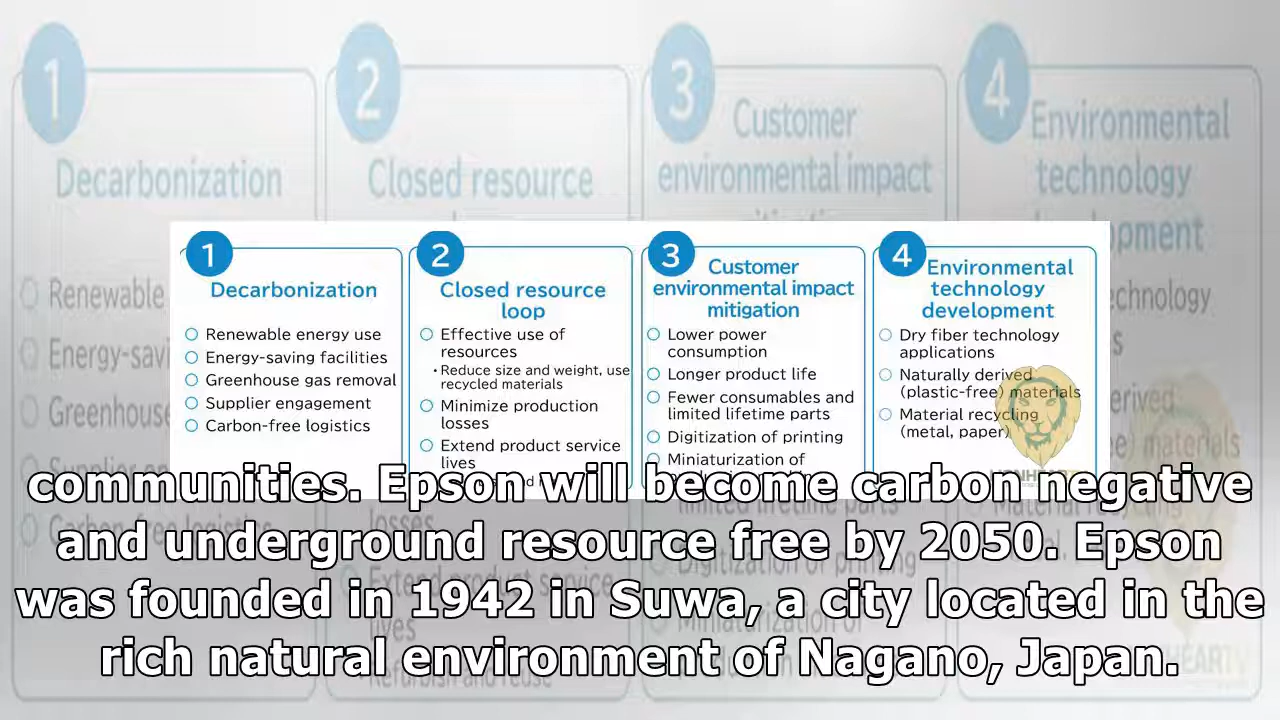 1
Decarbonization
Renewable energy use
Energy-saving facilities
Greenhouse gas removal
Supplier engagement
Carbon-free logistics
2
Closed resource
loop
Effective use of
resources
• Reduce size and weight, use
recycled materials
Minimize production
losses
Extend product service
lives
3
Customer
environmental impact
mitigation
Lower power
consumption
Longer product life
Fewer consumables and
limited lifetime parts
Digitization of printing
Miniaturization of
4
Environmental
technology
development
Dry fiber technology
applications
Naturally derived
(plastic-free) materials
Material recycling
(metal, paper)
communities. Epson will become carbon negative
and underground resource free by 2050. Epson
was founded in 1942 in Suwa, a city located in the
rich natural environment of Nagano, Japan.